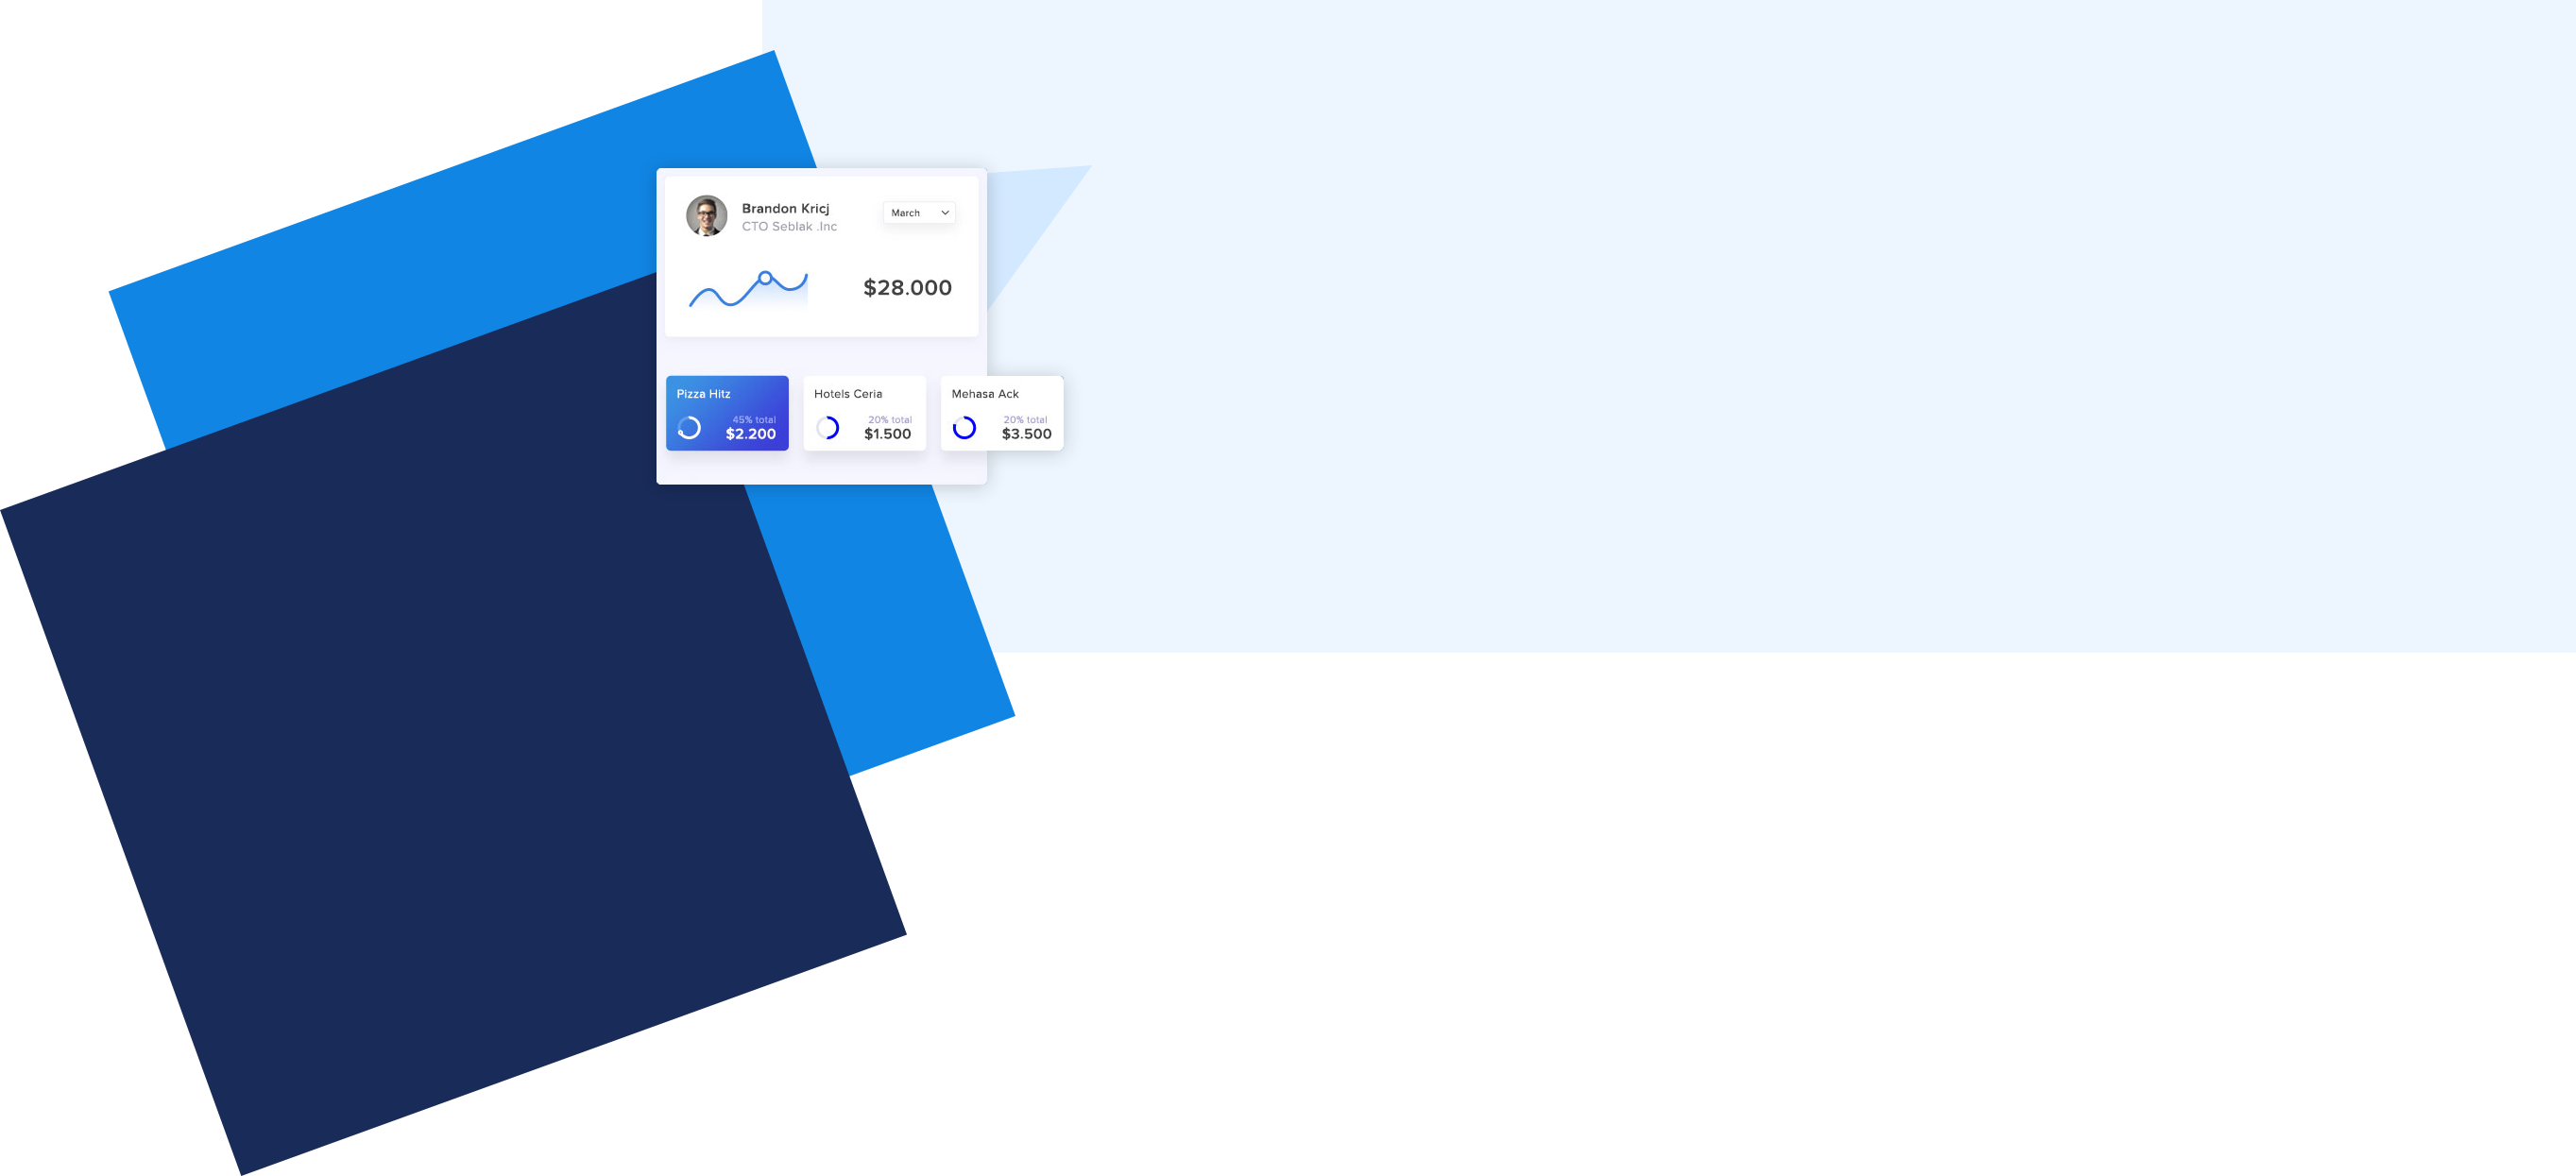 Brandon Kricj
CTO Seblak .Inc
March
$28.000
Pizza Hitz
45% total
$2.200
Hotels Ceria
20% total
$1.500
Mehasa Ack
20% total
$3.500